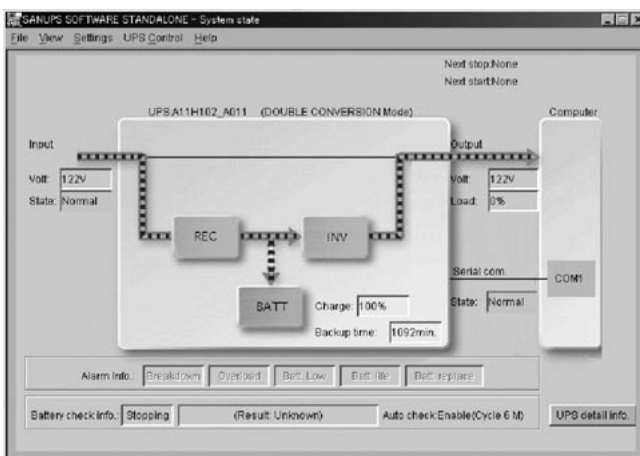 SANUPS SOFTWARE STANDALONE - System state
File View Settings UPS Control Help
Next stop:None
Next start:None
UPS:A11H102_A011 (DOUBLE CONVERSION Mode) Computer
Input Output
Volt: 122V Volt: 122V
State: Normal Load: 0%
REC INV
Serial com. COM1
BATT Charge: 100% State: Normal
Backup time: 1092min.
Alarm Info.: Breakdown Overload Batt. Low Batt. life Batt. replace
Battery check info.: Stopping (Result: Unknown) Auto check:Enable(Cycle 6 M) UPS detail info.